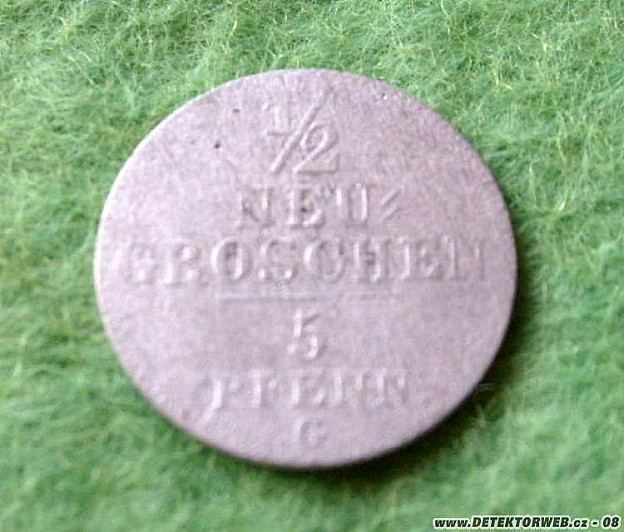 1/2
NEU-
GROSCHEN
5
PFENN
G
www.DETEKTORWEB.cz - 08